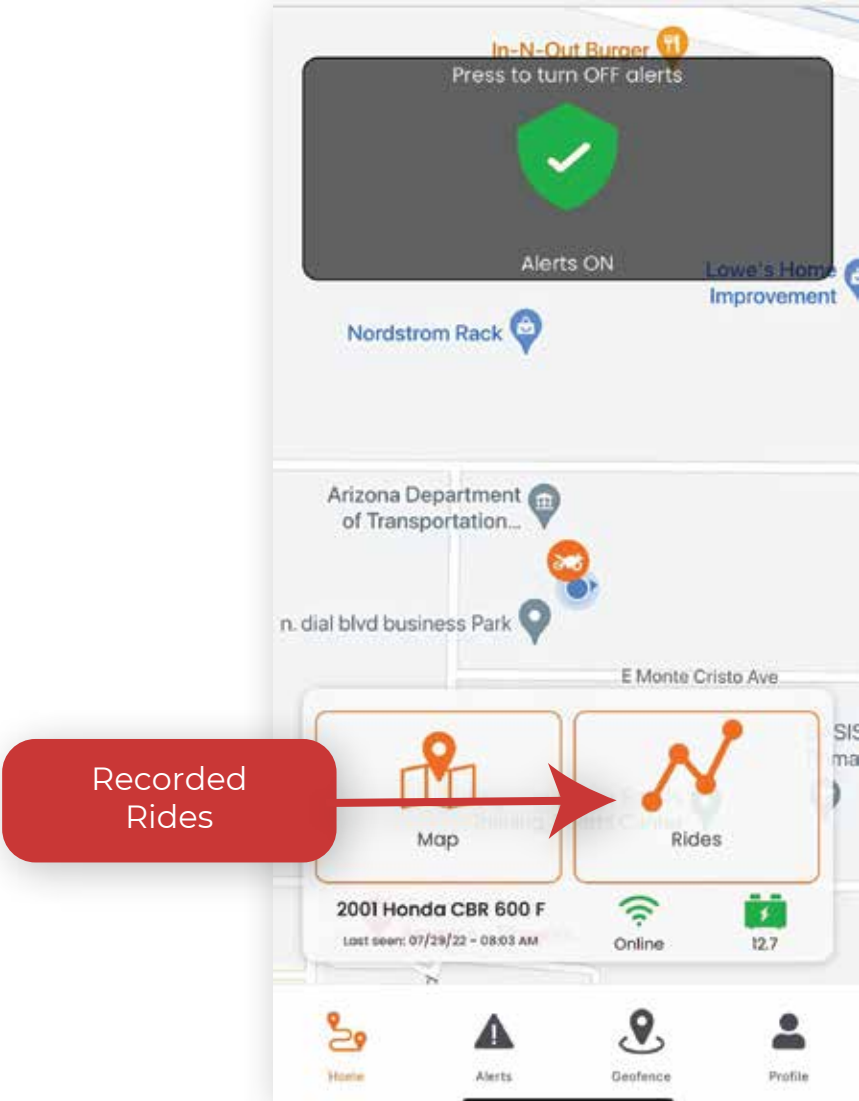 In-N-Out Burger
Press to turn OFF alerts
Alerts ON
Lowe's Home
Improvement
Nordstrom Rack
Arizona Department
of Transportation...
n. dial blvd business Park
E Monte Cristo Ave
SIS
ma
Recorded
Rides
Map
Rides
2001 Honda CBR 600 F
Last seen: 07/29/22 - 08:03 AM
Online
12.7
Home
Alerts
Geofence
Profile